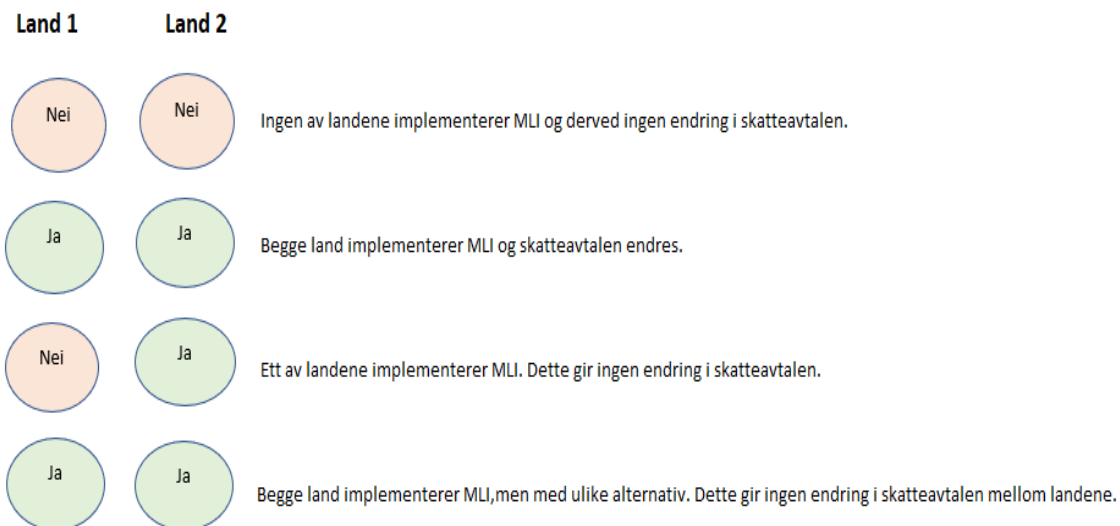 Land 1 Land 2
Nei Nei Ingen av landene implementerer MLI og derved ingen endring i skatteavtalen.
Ja Ja Begge land implementerer MLI og skatteavtalen endres.
Nei Ja Ett av landene implementerer MLI. Dette gir ingen endring i skatteavtalen.
Ja Ja Begge land implementerer MLI,men med ulike alternativ. Dette gir ingen endring i skatteavtalen mellom landene.